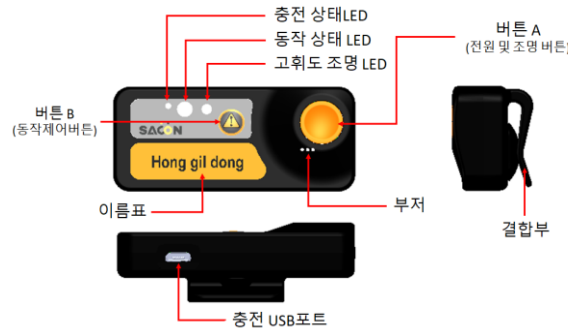 충전 상태LED
동작 상태 LED
고휘도 조명 LED
버튼 A
(전원 및 조명 버튼)
버튼 B
(동작제어버튼)
SACON
Hong gil dong
이름표
부저
결합부
충전 USB포트